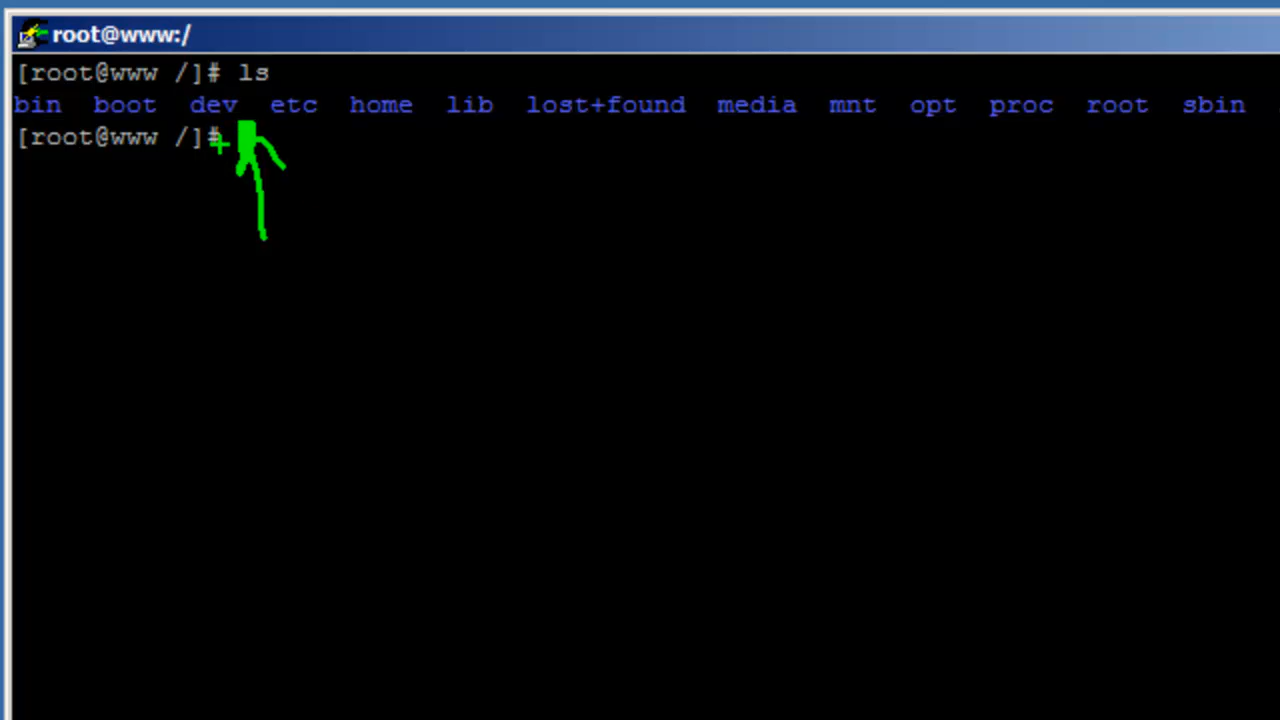 root@www:/
[root@www /]# ls
bin boot dev etc home lib lost+found media mnt opt proc root sbin
[root@www /]#